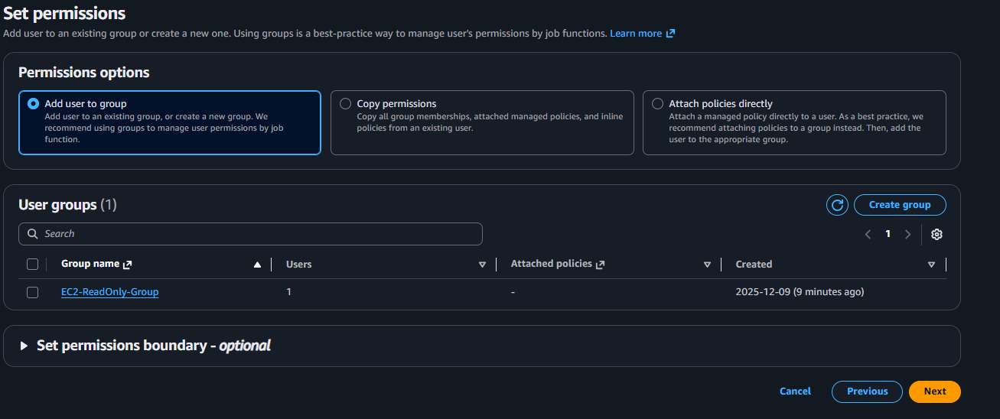 Set permissions
Add user to an existing group or create a new one. Using groups is a best-practice way to manage user's permissions by job functions. Learn more
Permissions options
Add user to group
Add user to an existing group, or create a new group. We
recommend using groups to manage user permissions by job
function.
Copy permissions
Copy all group memberships, attached managed policies, and inline
policies from an existing user.
Attach policies directly
Attach a managed policy directly to a user. As a best practice, we
recommend attaching policies to a group instead. Then, add the
user to the appropriate group.
User groups (1)
Create group
Search
1
Group name Users Attached policies Created
EC2-ReadOnly-Group 1 - 2025-12-09 (9 minutes ago)
Set permissions boundary - optional
Cancel Previous Next